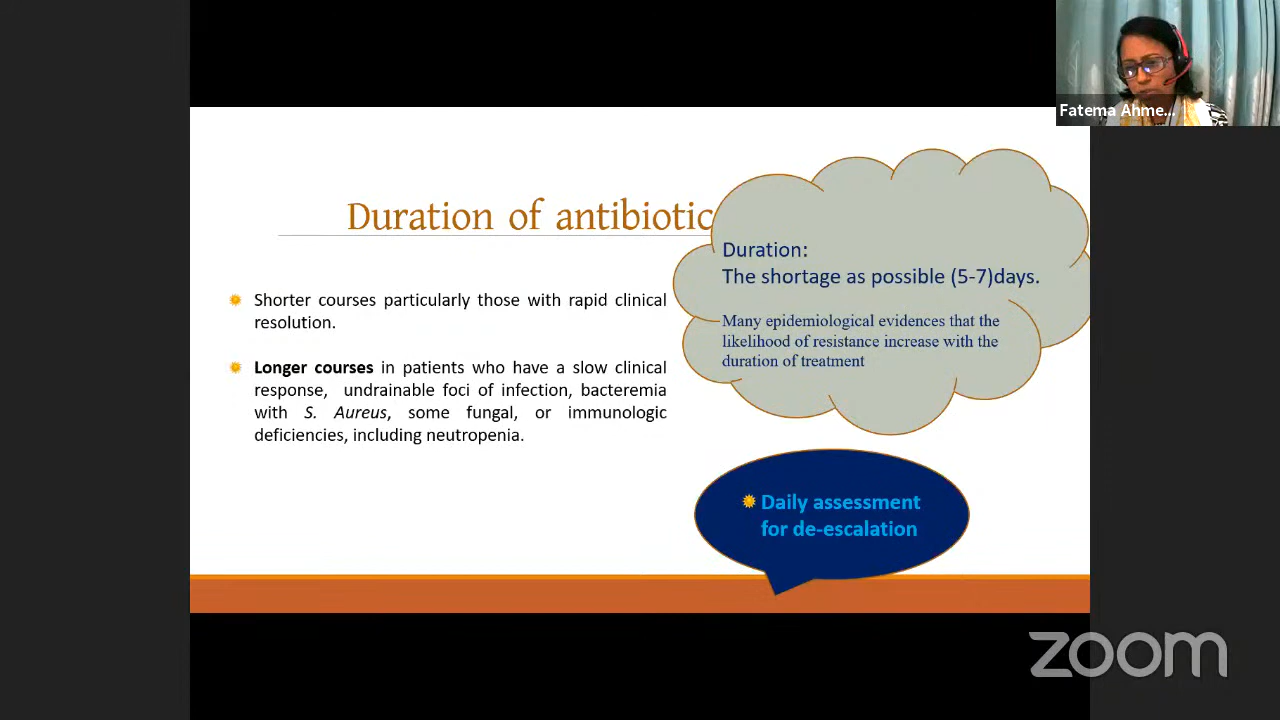 Fatema Ahme...
Duration of antibiotic
Shorter courses particularly those with rapid clinical
resolution.
Longer courses in patients who have a slow clinical
response, undrainable foci of infection, bacteremia
with S. Aureus, some fungal, or immunologic
deficiencies, including neutropenia.
Duration:
The shortage as possible (5-7)days.
Many epidemiological evidences that the
likelihood of resistance increase with the
duration of treatment
Daily assessment
for de-escalation
zoom